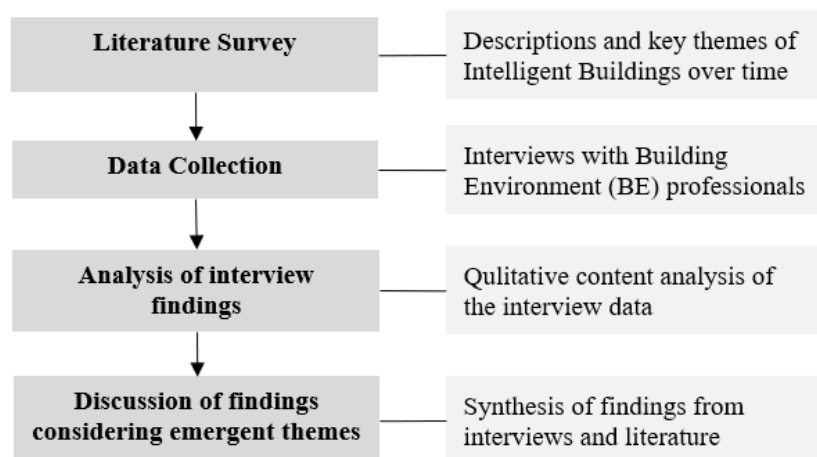 Literature Survey
Descriptions and key themes of
Intelligent Buildings over time
Data Collection
Interviews with Building
Environment (BE) professionals
Analysis of interview
findings
Qulitative content analysis of
the interview data
Discussion of findings
considering emergent themes
Synthesis of findings from
interviews and literature